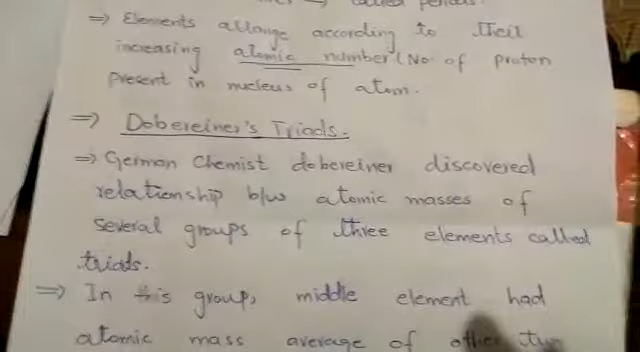 ⇒ called periods.
⇒ Elements arrange according to their
increasing atomic number (No of proton
present in nucleus of atom.
⇒ Dobereiner's Triads.
⇒ German Chemist dobereiner discovered
relationship b/w atomic masses of
several groups of three elements called
triads.
⇒ In this group, middle element had
atomic mass average of other two